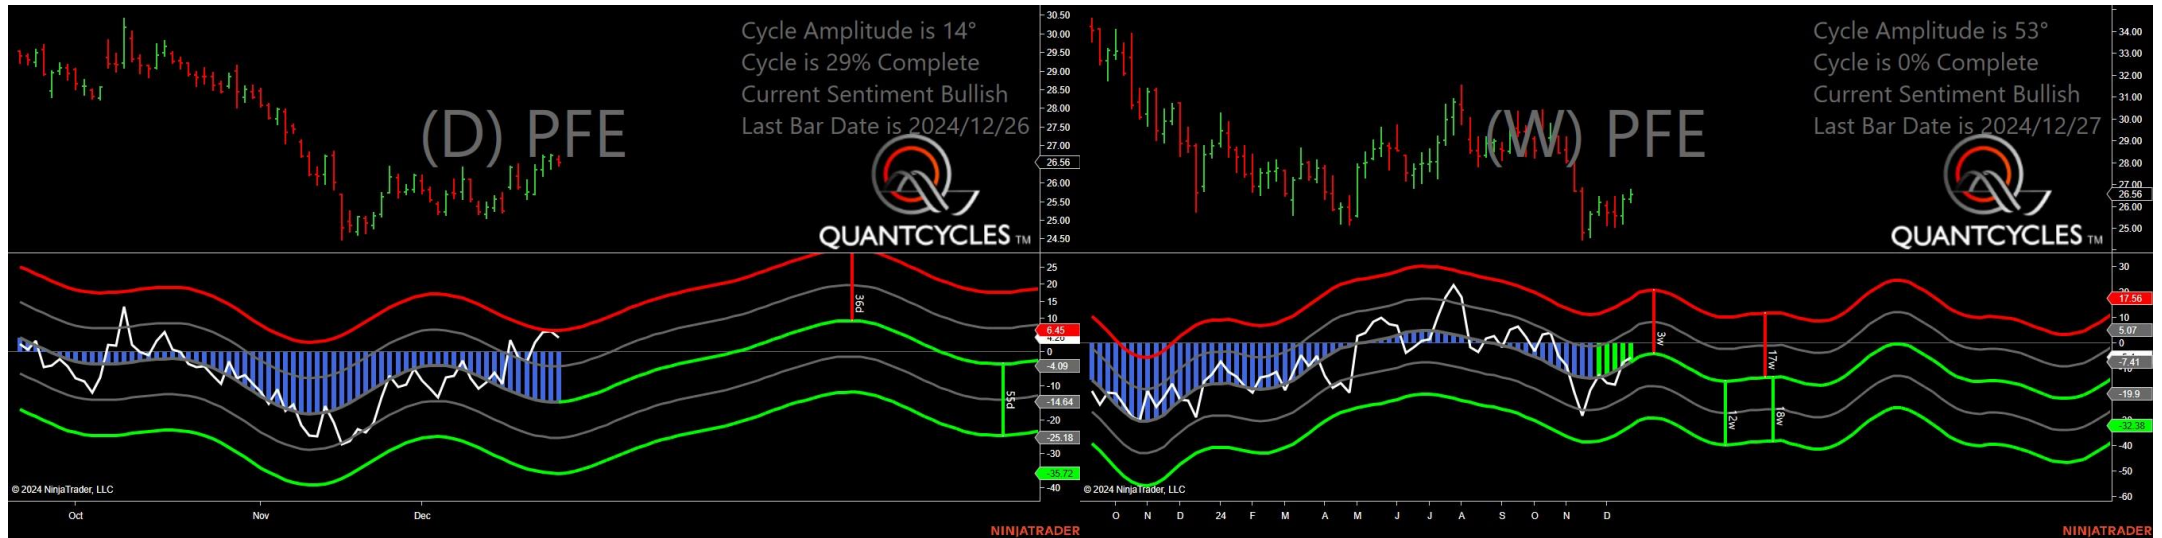 Cycle Amplitude is 14°
Cycle is 29% Complete
Current Sentiment Bullish
Last Bar Date is 2024/12/26
(D) PFE
QUANTCYCLES TM
30.50
30.00
29.50
29.00
28.50
28.00
27.50
27.00
26.56
26.00
25.50
25.00
24.50
36d
55d
25
20
15
10
6.45
4.20
0
-4.09
-10
-14.64
-20
-25.18
-30
-35.72
-40
© 2024 NinjaTrader, LLC
Oct Nov Dec
NINJATRADER
Cycle Amplitude is 53°
Cycle is 0% Complete
Current Sentiment Bullish
Last Bar Date is 2024/12/27
(W) PFE
QUANTCYCLES TM
34.00
33.00
32.00
31.00
30.00
29.00
28.00
27.00
26.56
26.00
25.00
3w
17w
12w
18w
30
17.56
5.07
0
-7.41
-19.9
-32.38
-40
-50
-60
© 2024 NinjaTrader, LLC
O N D 24 F M A M J J A S O N D
NINJATRADER